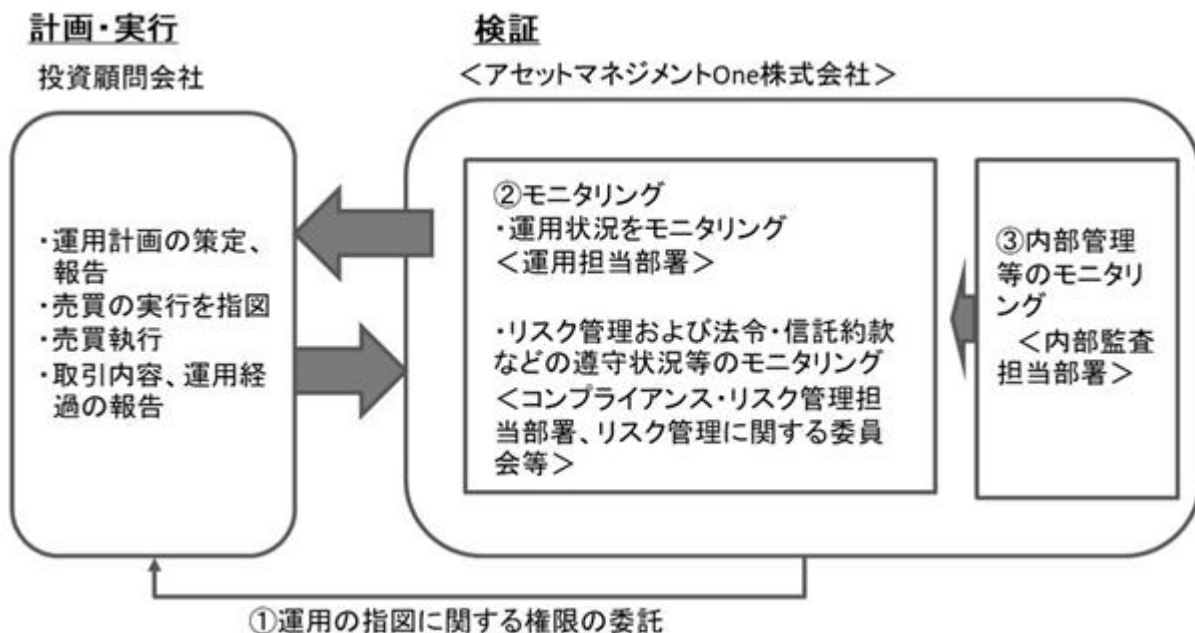 計画・実行
投資顧問会社
・運用計画の策定、
報告
・売買の実行を指図
・売買執行
・取引内容、運用経
過の報告
検証
＜アセットマネジメントOne株式会社＞
②モニタリング
・運用状況をモニタリング
＜運用担当部署＞
・リスク管理および法令・信託約款
などの遵守状況等のモニタリング
＜コンプライアンス・リスク管理担
当部署、リスク管理に関する委員
会等＞
③内部管理
等のモニタリ
ング
＜内部監査
担当部署＞
①運用の指図に関する権限の委託